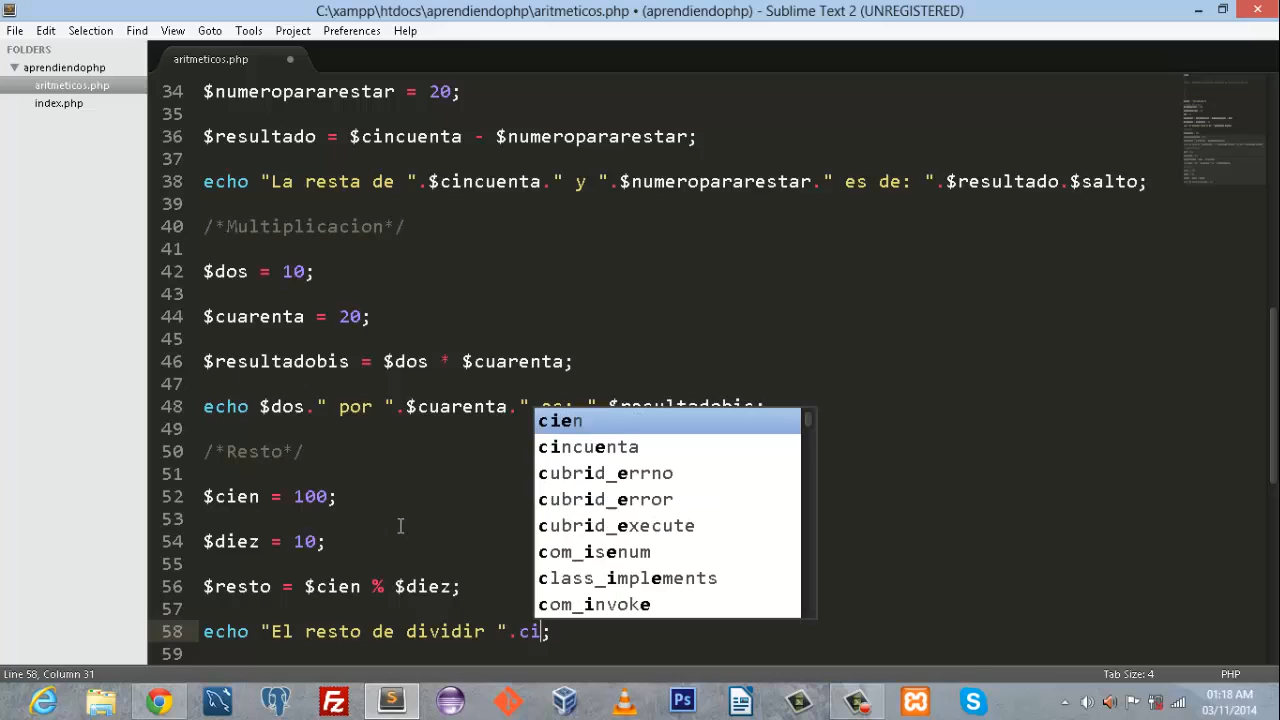 C:\xampp\htdocs\aprendiendophp\aritmeticos.php • (aprendiendophp) - Sublime Text 2 (UNREGISTERED)
File Edit Selection Find View Goto Tools Project Preferences Help
FOLDERS
aprendiendophp
aritmeticos.php
index.php
aritmeticos.php
34 $numeropararestar = 20;
35
36 $resultado = $cincuenta - $numeropararestar;
37
38 echo "La resta de ".$cincuenta." y ".$numeropararestar." es de: ".$resultado.$salto;
39
40 /*Multiplicacion*/
41
42 $dos = 10;
43
44 $cuarenta = 20;
45
46 $resultadobis = $dos * $cuarenta;
47
48 echo $dos." por ".$cuarenta." es: ".$resultadobis;
49
50 /*Resto*/
51
52 $cien = 100;
53
54 $diez = 10;
55
56 $resto = $cien % $diez;
57
58 echo "El resto de dividir ".ci;
59
cien
cincuenta
cubrid_errno
cubrid_error
cubrid_execute
com_isenum
class_implements
com_invoke
Line 58, Column 31 Tab Size: 4 PHP
01:18 AM
03/11/2014